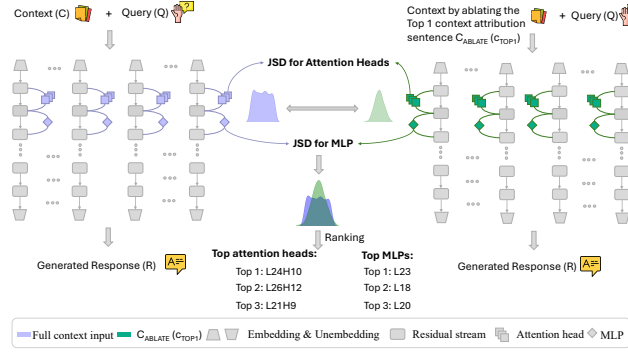 Context (C) + Query (Q)
?
Context by ablating the
Top 1 context attribution + Query (Q)
sentence C_ABLATE (c_TOP1)
JSD for Attention Heads
JSD for MLP
Ranking
Generated Response (R) A
Generated Response (R) A
Top attention heads: Top MLPs:
Top 1: L24H10 Top 1: L23
Top 2: L26H12 Top 2: L18
Top 3: L21H9 Top 3: L20
Full context input C_ABLATE (c_TOP1) Embedding & Unembedding Residual stream Attention head MLP